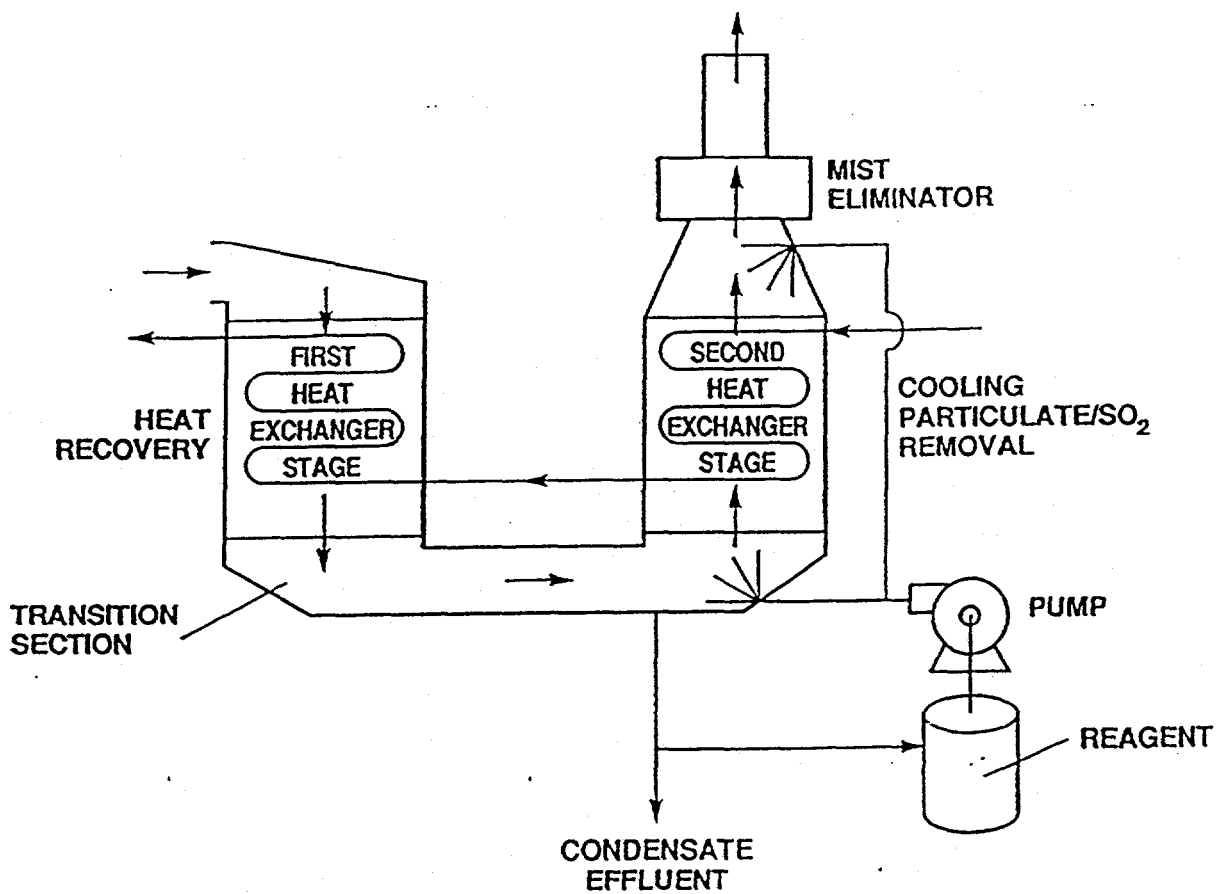 MIST
ELIMINATOR
FIRST
HEAT
EXCHANGER
STAGE
SECOND
HEAT
EXCHANGER
STAGE
HEAT
RECOVERY
COOLING
PARTICULATE/SO₂
REMOVAL
TRANSITION
SECTION
PUMP
REAGENT
CONDENSATE
EFFLUENT